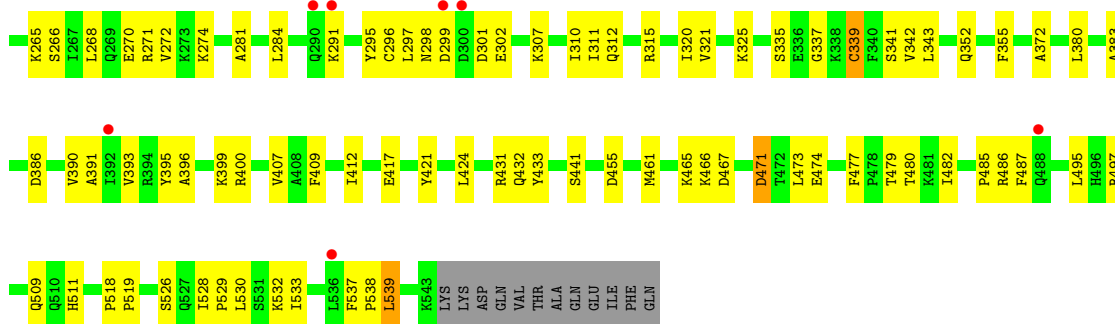 K265 S266 I267 L268 Q269 E270 R271 V272 K273 K274 A281 L284 Q290 K291 Y295 C296 L297 N298 D299 D300 D301 E302 K307 I310 I311 Q312 R315 I320 V321 K325 S335 E336 G337 K338 C339 F340 S341 V342 L343 Q352 F355 A372 L380
D386 V390 A391 I392 V393 R394 Y395 A396 K399 R400 V407 A408 F409 I412 E417 Y421 L424 R431 Q432 Y433 S441 D455 M461 K465 K466 D467 D471 T472 L473 E474 F477 P478 T479 T480 K481 I482 P485 R486 F487 Q488 L495 H496
Q509 Q510 H511 P518 P519 S526 Q527 I528 P529 L530 S531 K532 I533 L536 F537 P538 L539 K543 LYS LYS ASP GLN VAL THR ALA GLN GLU ILE PHE GLN